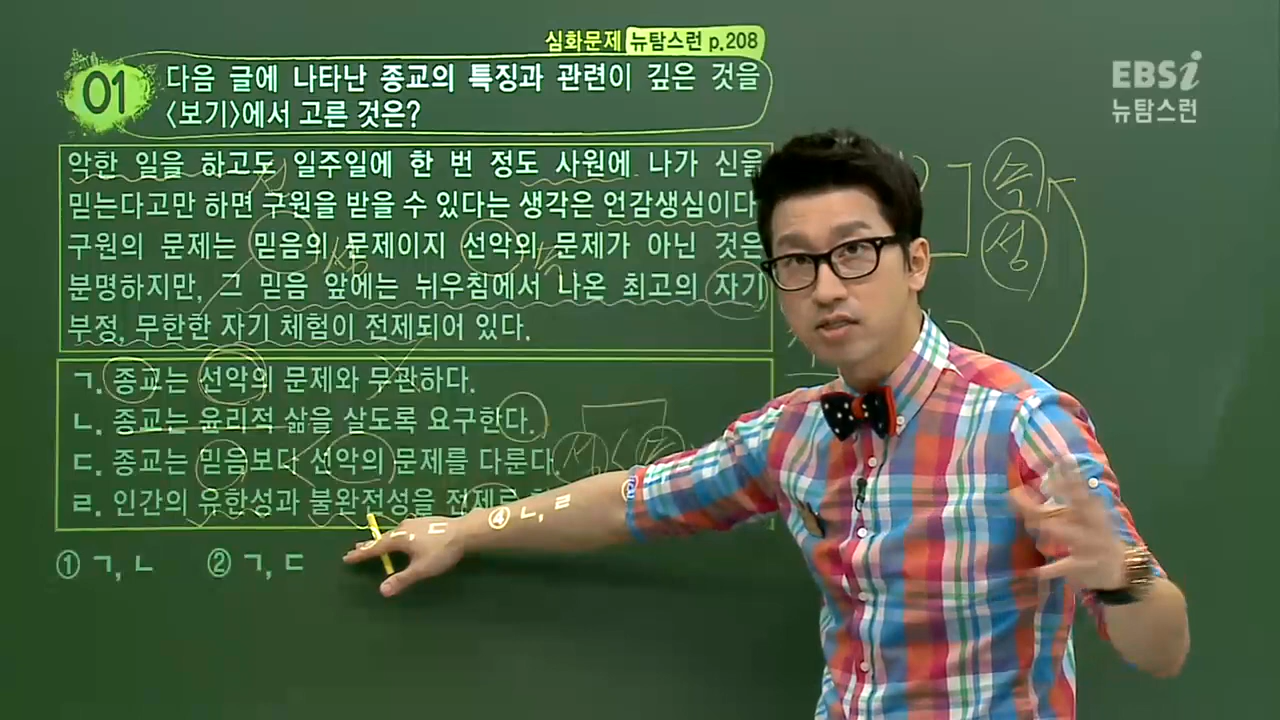 심화문제 뉴탐스런 p.208
EBSi
뉴탐스런
01 다음 글에 나타난 종교의 특징과 관련이 깊은 것을
<보기>에서 고른 것은?
악한 일을 하고도 일주일에 한 번 정도 사원에 나가 신을
믿는다고만 하면 구원을 받을 수 있다는 생각은 언감생심이다
구원의 문제는 믿음의 문제이지 선악의 문제가 아닌 것은
분명하지만, 그 믿음 앞에는 뉘우침에서 나온 최고의 자기
부정, 무한한 자기 체험이 전제되어 있다.
ㄱ. 종교는 선악의 문제와 무관하다.
ㄴ. 종교는 윤리적 삶을 살도록 요구한다.
ㄷ. 종교는 믿음보다 선악의 문제를 다룬다.
ㄹ. 인간의 유한성과 불완전성을 전제로
① ㄱ, ㄴ ② ㄱ, ㄷ ㄴ, ㄷ ④ ㄴ, ㄹ
속
성